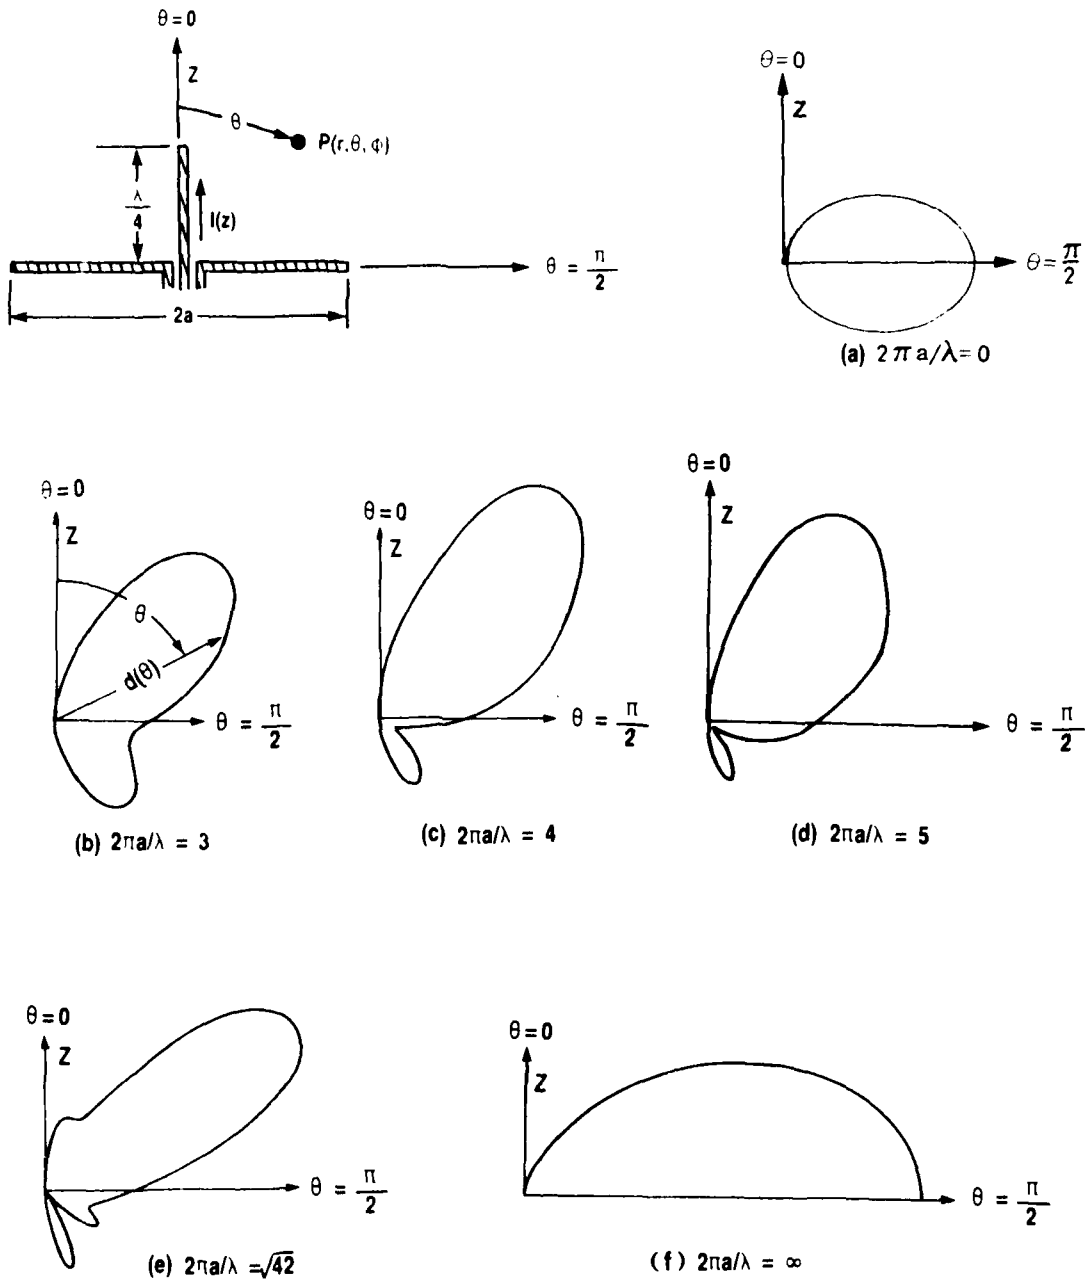 θ=0
Z
θ
P(r,θ,Φ)
λ/4
I(z)
θ = π/2
2a
θ=0
Z
θ=π/2
(a) 2πa/λ=0
θ=0
Z
θ
d(θ)
θ = π/2
(b) 2πa/λ = 3
θ=0
Z
θ = π/2
(c) 2πa/λ = 4
θ=0
Z
θ = π/2
(d) 2πa/λ = 5
θ=0
Z
θ = π/2
(e) 2πa/λ =√42
θ=0
Z
θ = π/2
(f) 2πa/λ = ∞